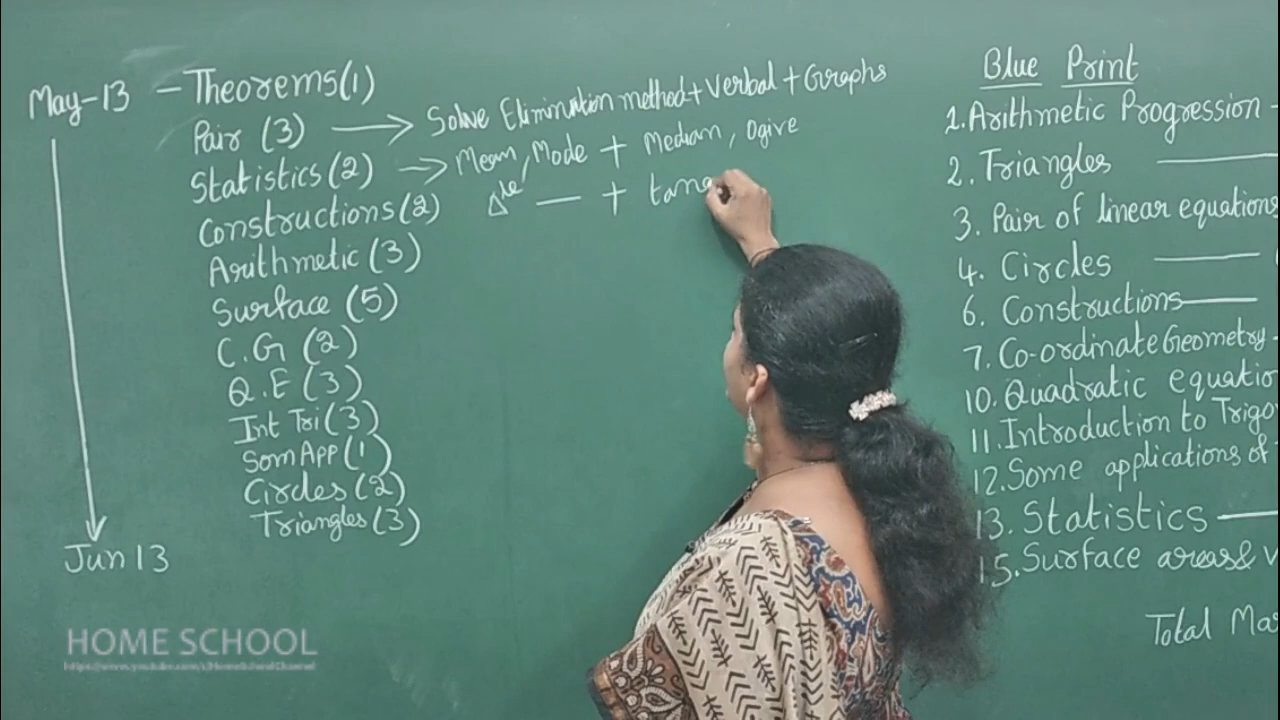 May-13 - Theorems(1)
Pair (3) → Solve Elimination method + Verbal + Graphs
Statistics (2) → Mean, Mode + Median, Ogive
Constructions (2) Δle — + tang
Arithmetic (3)
Surface (5)
C.G (2)
Q.E (3)
Int Tri (3)
Som App (1)
Circles (2)
Triangles (3)
Jun 13
HOME SCHOOL
Blue Print
1. Arithmetic Progression -
2. Triangles —
3. Pair of linear equations
4. Circles —
6. Constructions —
7. Co-ordinate Geometry -
10. Quadratic equatio
11. Introduction to Trigo
12. Some applications of
13. Statistics —
15. Surface areas & v
Total Ma